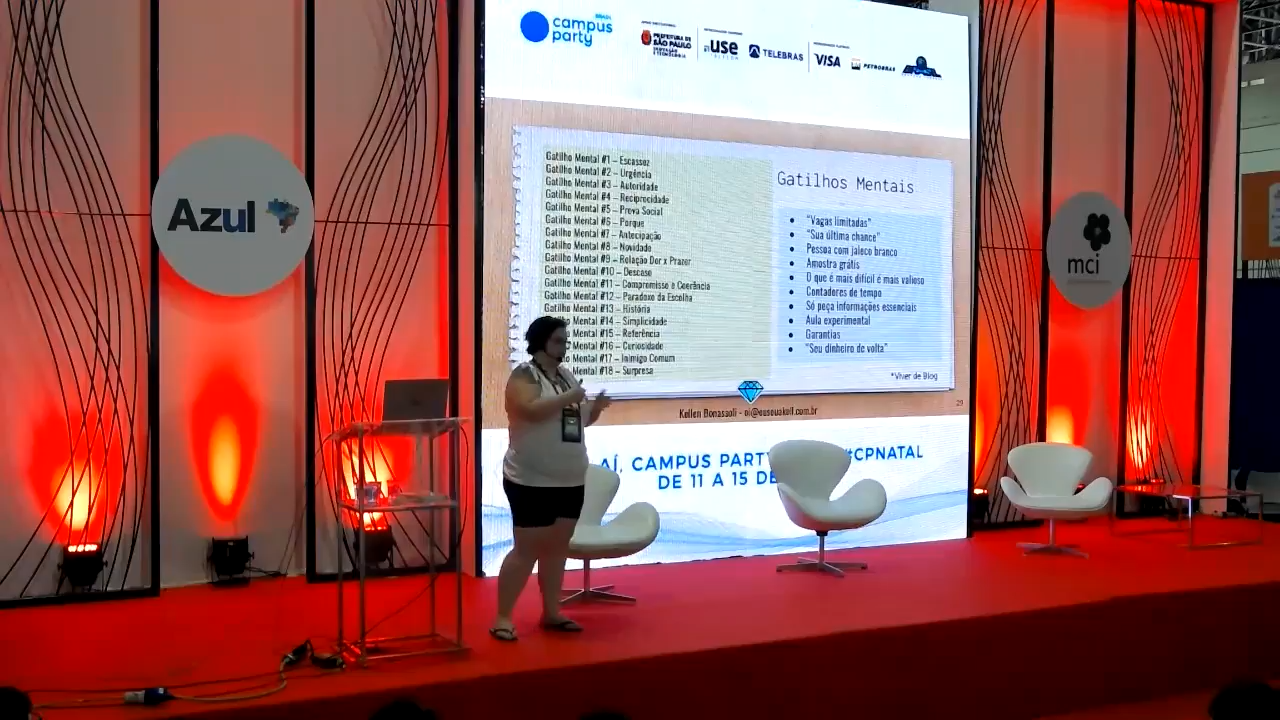 BRASIL
campus
party
PREFEITURA DE
SÃO PAULO
use
TELEBRAS
VISA
PETROBRAS
Azul
mci
Gatilho Mental #1 – Escassez
Gatilho Mental #2 – Urgência
Gatilho Mental #3 – Autoridade
Gatilho Mental #4 – Reciprocidade
Gatilho Mental #5 – Prova Social
Gatilho Mental #6 – Porque
Gatilho Mental #7 – Antecipação
Gatilho Mental #8 – Novidade
Gatilho Mental #9 – Relação Dor x Prazer
Gatilho Mental #10 – Descaso
Gatilho Mental #11 – Compromisso e Coerência
Gatilho Mental #12 – Paradoxo da Escolha
Gatilho Mental #13 – História
Mental #14 – Simplicidade
Mental #15 – Referência
Mental #16 – Curiosidade
Mental #17 – Inimigo Comum
Mental #18 – Surpresa
Gatilhos Mentais
• "Vagas limitadas"
• "Sua última chance"
• Pessoa com jaleco branco
• Amostra grátis
• O que é mais difícil é mais valioso
• Contadores de tempo
• Só peça informações essenciais
• Aula experimental
• Garantias
• "Seu dinheiro de volta"
*Viver de Blog
Kellen Bonassoli - oi@eusouakell.com.br
29
AÍ, CAMPUS PARTY #CPNATAL
DE 11 A 15 DE